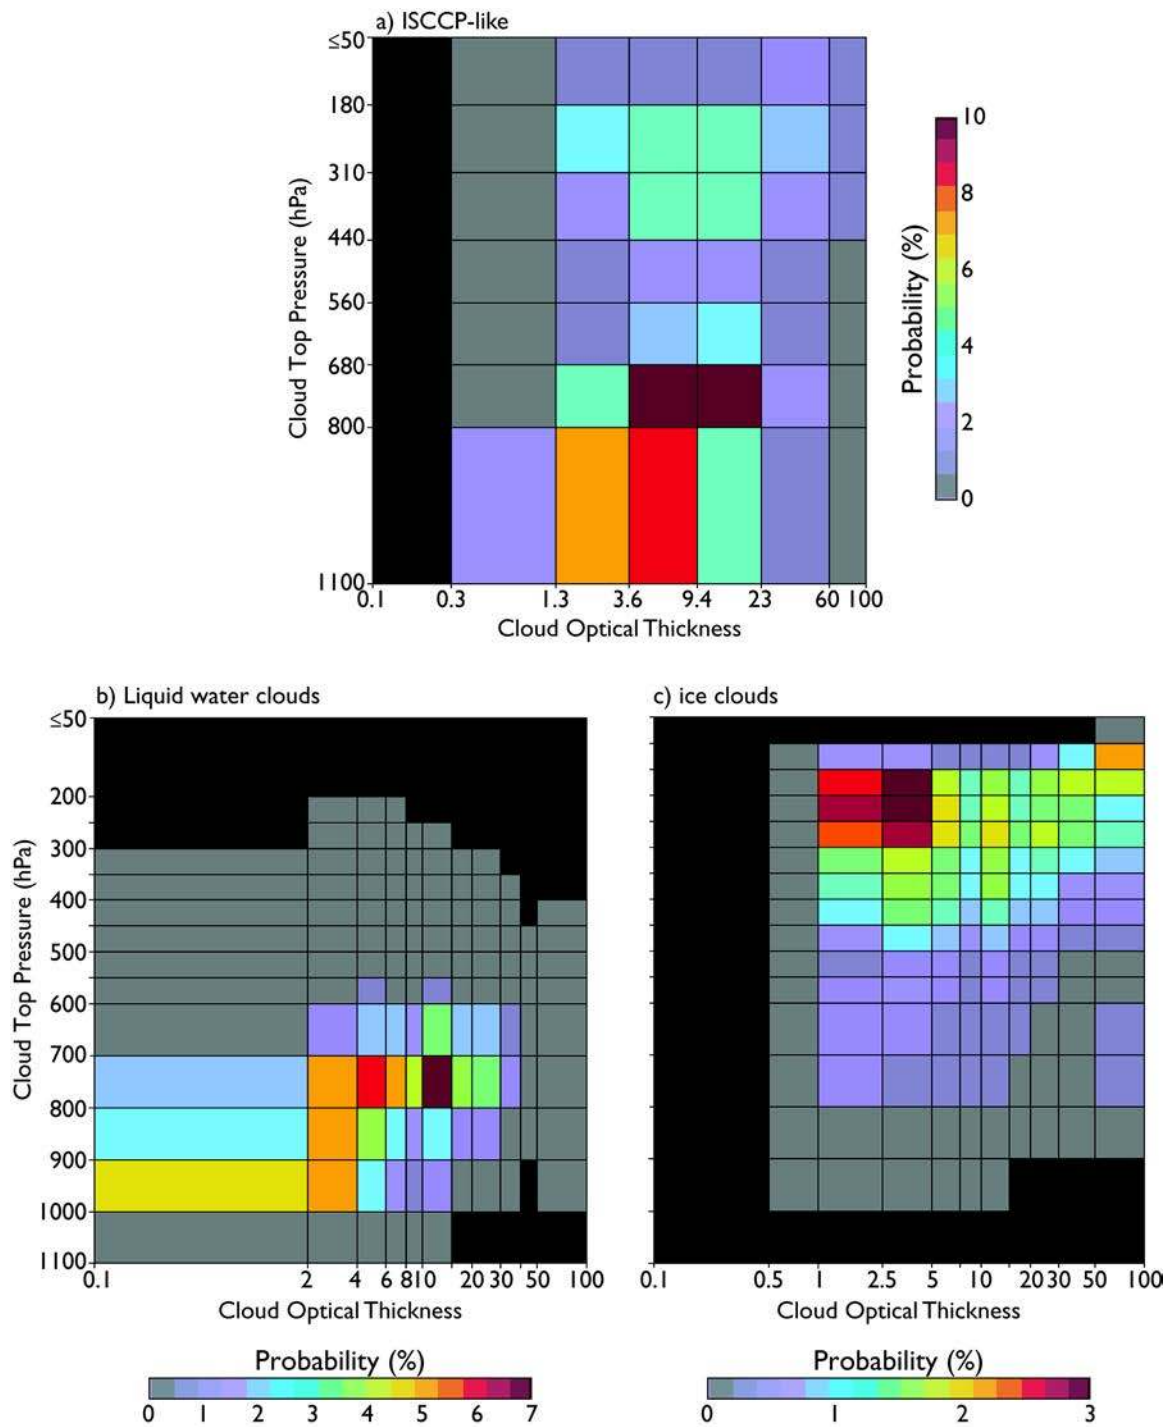 a) ISCCP-like
≤50
180
310
440
560
680
800
1100
Cloud Top Pressure (hPa)
0.1 0.3 1.3 3.6 9.4 23 60 100
Cloud Optical Thickness
10
8
6
4
2
0
Probability (%)
b) Liquid water clouds
≤50
200
300
400
500
600
700
800
900
1000
1100
Cloud Top Pressure (hPa)
0.1 2 4 6 8 10 20 30 50 100
Cloud Optical Thickness
Probability (%)
0 1 2 3 4 5 6 7
c) ice clouds
0.1 0.5 1 2.5 5 10 20 30 50 100
Cloud Optical Thickness
Probability (%)
0 1 2 3